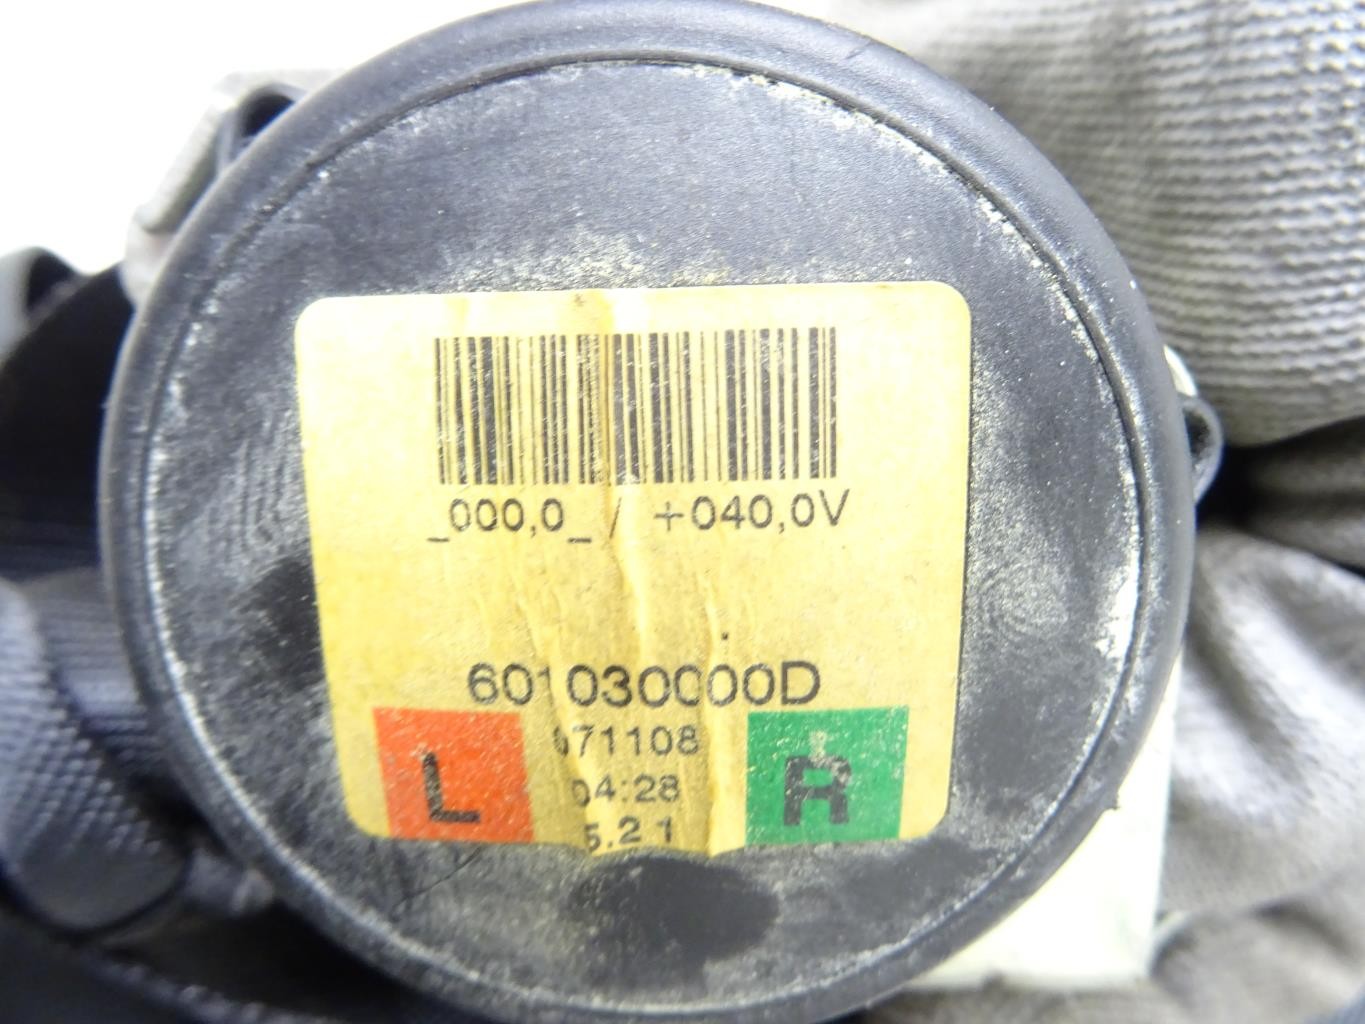 _000,0_ / +040,0V
601030000D
071108
L
R
04:28
5.21